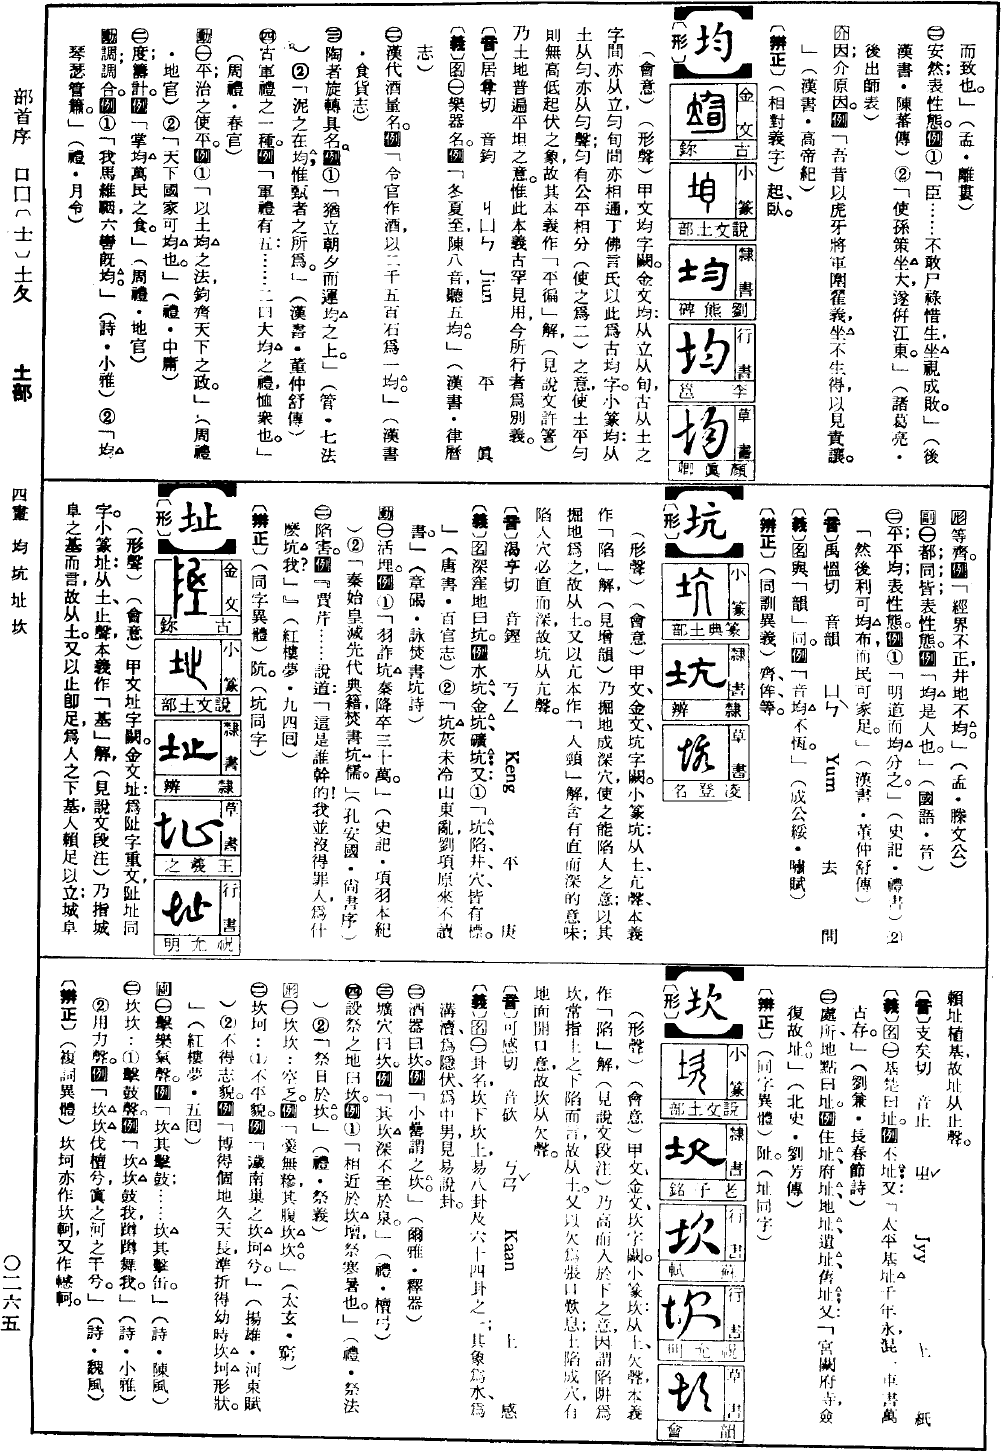 部首序 口囗(士)土夂
土部
四畫 均坑址坎
○二六五
而致也。」(孟・離婁)
㊁安然;表性態。例①「臣……不敢尸祿惜生,坐視成敗。」(後
漢書・陳蕃傳)②「使孫策坐大,遂併江東。」(諸葛亮・
後出師表)
介因;介原因。例「吾昔以虎牙將軍圍翟義,坐不生得,以見責讓。
」(漢書・高帝紀)
〔辨正〕(相對義字)起、臥。
均
〔形〕
金文 古鉨
小篆 說文土部
隸書 劉熊碑
行書 李邕
草書 顏眞卿
(會意)(形聲)甲文均字闕。金文均:从立从旬,古从土之
字間亦从立,勻旬間亦相通,丁佛言氏以此爲古均字。小篆均:从
土从勻,亦从勻聲;勻有公平相分(使之爲二)之意,使土平勻
則無高低起伏之象,故其本義作「平徧」解(見說文許箸)
乃土地普遍平坦之意。惟此本義古罕見用,今所行者爲別義。
〔音〕居勻切 音鈞 ㄐㄩㄣ Jiun 平 眞
〔義〕名㊀樂器名。例「冬夏至,陳八音,聽五均。」(漢書・律曆
志)
㊁漢代酒量名。例「令官作酒,以二千五百石爲一均。」(漢書
・食貨志)
㊂陶者旋轉具名。例①「猶立朝夕而運均之上。」(管・七法
)②「泥之在均,惟甄者之所爲。」(漢書・董仲舒傳)
㊃古軍禮之一種。例「軍禮有五:……二曰大均之禮,恤衆也。」
(周禮・春官)
動㊀平治之使平。例①「以土均之法,鈞齊天下之政。」(周禮
・地官)②「天下國家可均也。」(禮・中庸)
㊁度;籌計。例「掌均萬民之食。」(周禮・地官)
㊂調;調合。例①「我馬維駰,六轡旣均。」(詩・小雅)②「均
琴瑟管簫。」(禮・月令)
形等;齊。例「經界不正,井地不均。」(孟・滕文公)
副㊀都;同;皆;表性態。例「均是人也。」(國語・晉)
㊁平;平均;表性態。例①「明道而均分之。」(史記・禮書)②
「然後利可均布,而民可家足。」(漢書・董仲舒傳)
〔音〕禹慍切 音韻 ㄩㄣˋ Yum 去 問
〔義〕名與「韻」同。例「音均不恆。」(成公綏・嘯賦)
〔辨正〕(同訓異義)齊、侔、等。
坑
〔形〕
小篆 篆典土部
隸書 隸辨
草書 凌登名
(形聲)(會意)甲文、金文、坑字闕。小篆坑:从土、亢聲,本義
作「陷」解(見增韻)乃掘地成深穴,使之能陷人之意;以其
掘地爲之,故从土。又以亢本作「人頸」解,含有直而深的意味;
陷人穴必直而深,故坑从亢聲。
〔音〕渴亨切 音鏗 ㄎㄥ Keng 平 庚
〔義〕名深窪地曰坑。例水坑、金坑、礦坑;又:①「坑、陷井、穴,皆有標。
」(唐書・百官志)②「坑灰未冷山東亂,劉項原來不讀
書。」(章碣・詠焚書坑詩)
動㊀活埋。例①「羽詐坑秦降卒三十萬。」(史記・項羽本紀
)②「秦始皇滅先代典籍,焚書坑儒。」(孔安國・尙書序)
㊁陷害。例『賈芹……說道:「這是誰幹的!我並沒得罪人,爲什
麼坑我?」』(紅樓夢・九四回)
〔辨正〕(同字異體)阬。(坑同字)
址
〔形〕
金文 古鉨
小篆 說文土部
隸書 隸辨
草書 王羲之
行書 祝允明
(形聲)(會意)甲文址字闕。金文址:爲阯字重文,阯址同
字。小篆址:从土、止聲,本義作「基」解(見說文段注)乃指城
阜之基而言,故从土。又以止即足,爲人之下基,人賴足以立;城阜
賴址植基,故址从止聲。
〔音〕支矣切 音止 ㄓˇ Jyy 上 紙
〔義〕名㊀基堂曰址。例不址;又:「太平基址千年永,混一車書萬
古存。」(劉兼・長春節詩)
㊁處所;地點曰址。例住址、府址、地址、遺址、舊址;又:「宮闕府寺,僉
復故址。」(北史・劉芳傳)
〔辨正〕(同字異體)阯。(址同字)
坎
〔形〕
小篆 說文土部
隸書 老子銘
行書 蘇軾
行書 祝允明
草書 韻會
(形聲)(會意)甲文、金文坎字闕。小篆坎:从土、欠聲,本義
作「陷」解(見說文段注)乃高而入於下之意,因謂陷阱爲
坎,常指土之下陷而言,故从土。又以欠爲張口散息,土陷成穴,有
地面開口意,故坎从欠聲。
〔音〕可感切 音砍 ㄎㄢˇ Kaan 上 感
〔義〕名㊀卦名,坎下坎上,易八卦及六十四卦之一;其象爲水,爲
溝瀆,爲隱伏,爲中男,見易說卦。
㊁酒器曰坎。例「小罍謂之坎。」(爾雅・釋器)
㊂壙穴曰坎。例「其坎深不至於泉。」(禮・檀弓)
㊃設祭之地曰坎。例①「相近於坎壇,祭寒暑也。」(禮・祭法
)②「祭月於坎。」(禮・祭義)
形㊀坎坎:空乏。例「羹無糝,其腹坎坎。」(太玄・窮)
㊁坎坷:①不平貌。例「濊南巢之坎坷兮。」(揚雄・河東賦
)②不得志貌。例「博得個地久天長,準折得幼時坎坷形狀。
」(紅樓夢・五回)
副㊀擊樂氣聲。例「坎其擊鼓……坎其擊缶。」(詩・陳風)
㊁坎坎:①擊鼓聲。例「坎坎鼓我,蹲蹲舞我。」(詩・小雅)
②用力聲。例「坎坎伐檀兮,寘之河之干兮。」(詩・魏風)
〔辨正〕(複詞異體)坎坷亦作坎軻,又作轗軻。